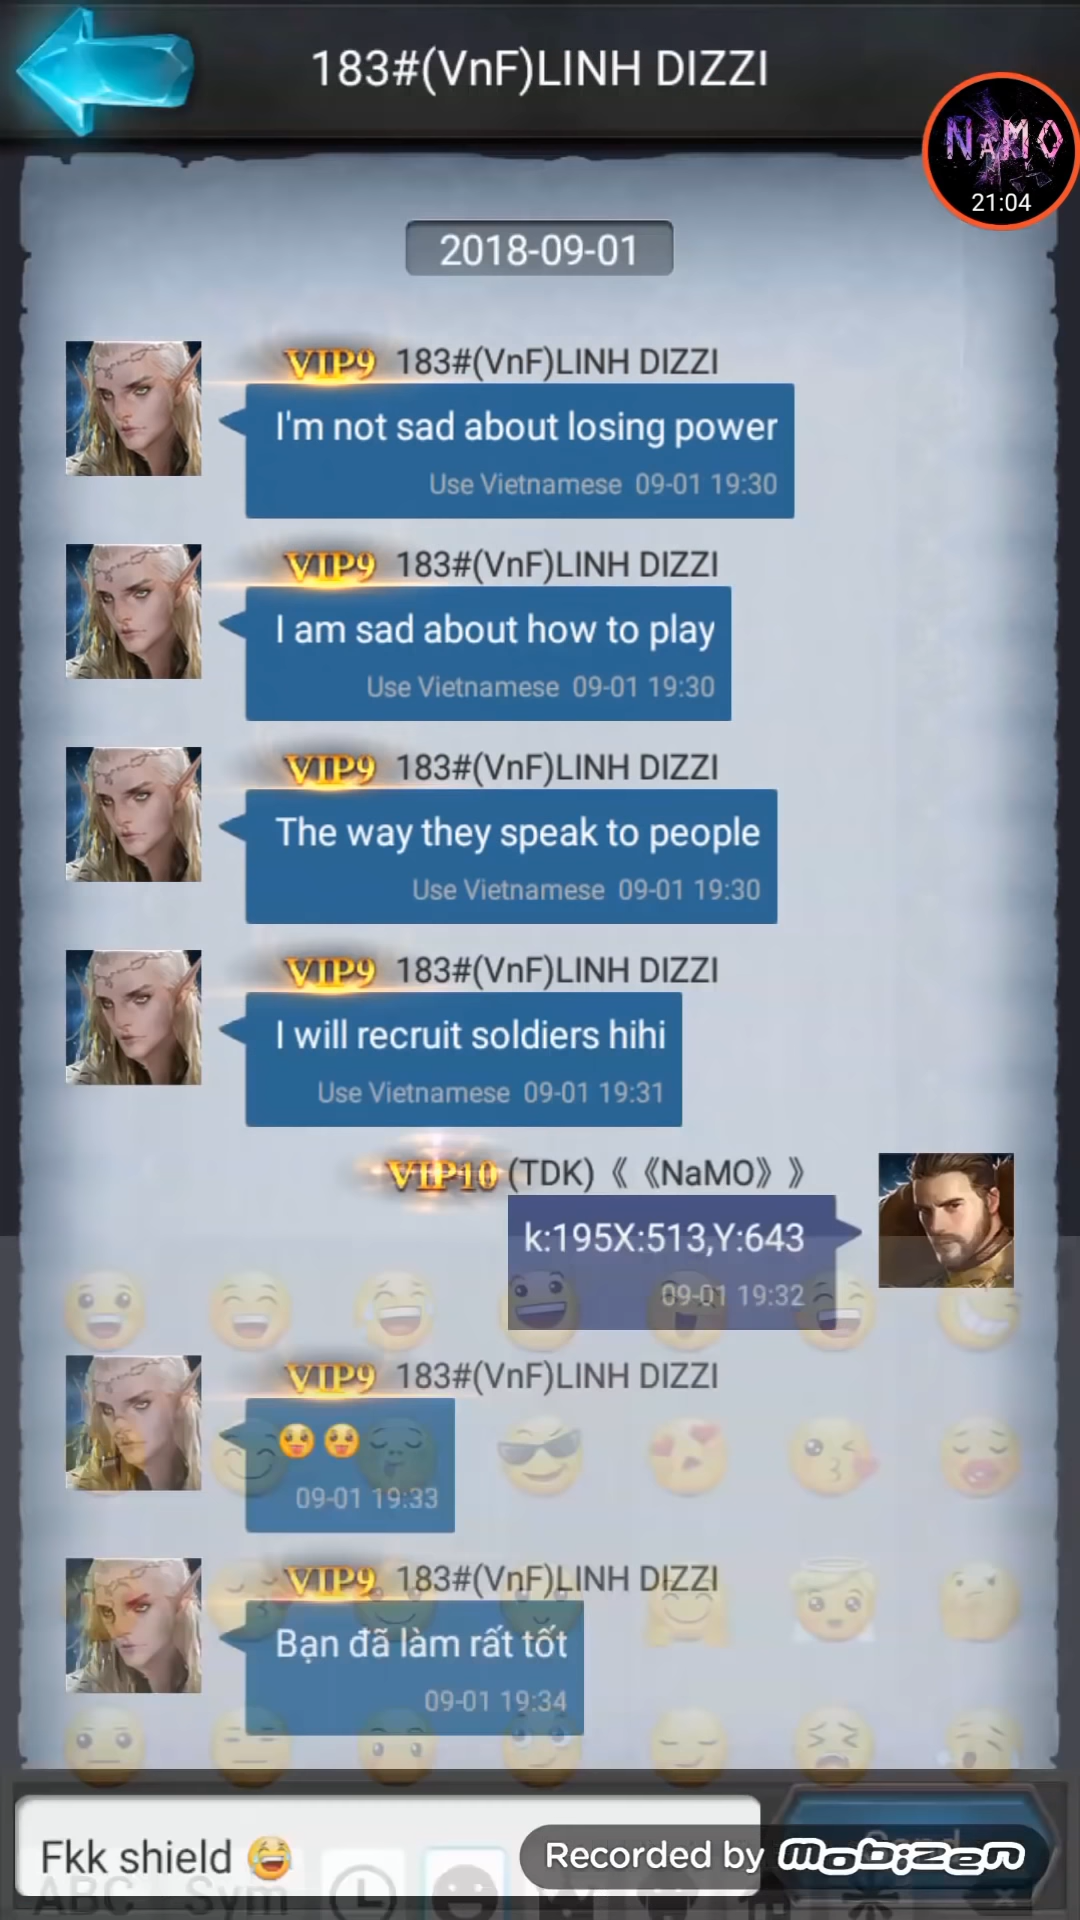 183#(VnF)LINH DIZZI
NaMO
21:04
2018-09-01
VIP9 183#(VnF)LINH DIZZI
I'm not sad about losing power
Use Vietnamese 09-01 19:30
VIP9 183#(VnF)LINH DIZZI
I am sad about how to play
Use Vietnamese 09-01 19:30
VIP9 183#(VnF)LINH DIZZI
The way they speak to people
Use Vietnamese 09-01 19:30
VIP9 183#(VnF)LINH DIZZI
I will recruit soldiers hihi
Use Vietnamese 09-01 19:31
VIP10 (TDK)《《NaMO》》
k:195X:513,Y:643
09-01 19:32
VIP9 183#(VnF)LINH DIZZI
😛😛
09-01 19:33
VIP9 183#(VnF)LINH DIZZI
Bạn đã làm rất tốt
09-01 19:34
Fkk shield 😂
Send
Recorded by mobizen
ABC Sym